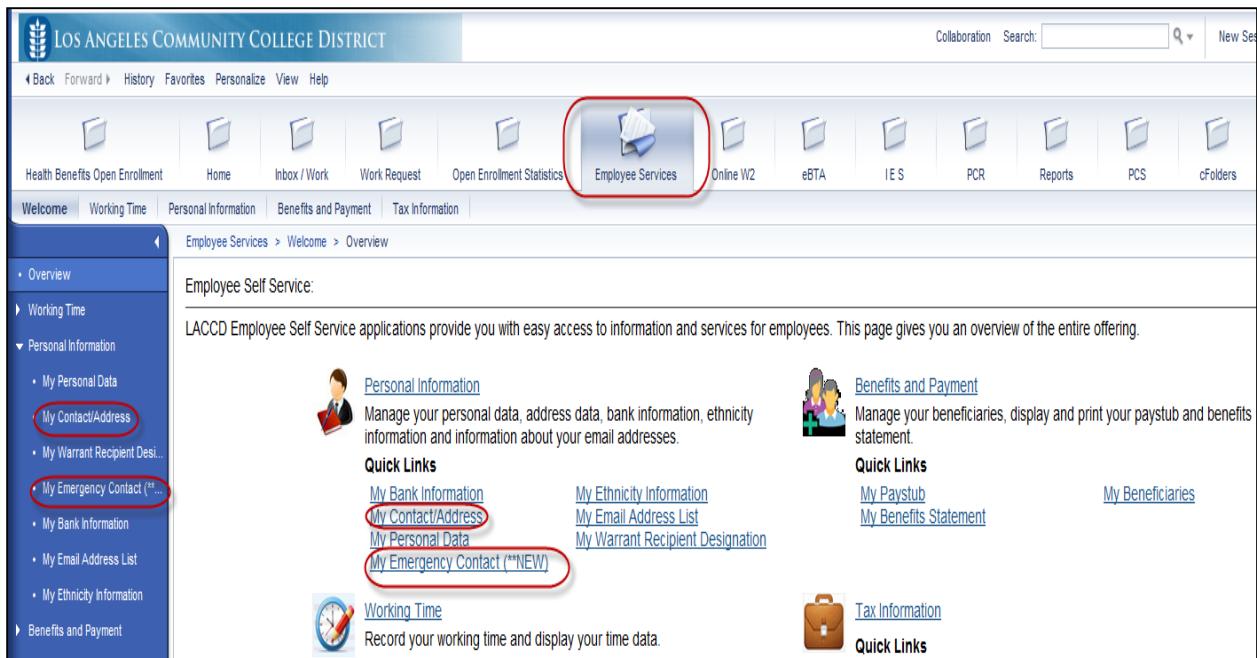 LOS ANGELES COMMUNITY COLLEGE DISTRICT
Collaboration Search: New Ses
Back Forward History Favorites Personalize View Help
Health Benefits Open Enrollment Home Inbox / Work Work Request Open Enrollment Statistics Employee Services Online W2 eBTA I E S PCR Reports PCS cFolders
Welcome Working Time Personal Information Benefits and Payment Tax Information
Employee Services > Welcome > Overview
• Overview
Working Time
Personal Information
• My Personal Data
• My Contact/Address
• My Warrant Recipient Desi...
• My Emergency Contact (**...
• My Bank Information
• My Email Address List
• My Ethnicity Information
Benefits and Payment
Employee Self Service:
LACCD Employee Self Service applications provide you with easy access to information and services for employees. This page gives you an overview of the entire offering.
Personal Information
Manage your personal data, address data, bank information, ethnicity
information and information about your email addresses.
Quick Links
My Bank Information My Ethnicity Information
My Contact/Address My Email Address List
My Personal Data My Warrant Recipient Designation
My Emergency Contact (**NEW)
Benefits and Payment
Manage your beneficiaries, display and print your paystub and benefits
statement.
Quick Links
My Paystub My Beneficiaries
My Benefits Statement
Working Time
Record your working time and display your time data.
Tax Information
Quick Links